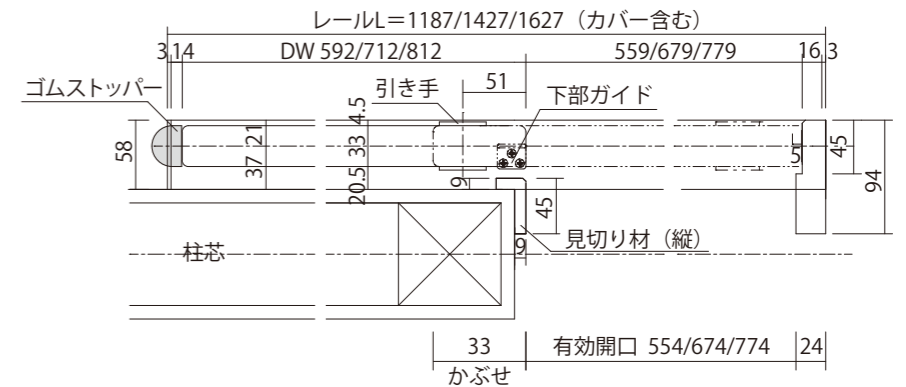 レールL＝1187/1427/1627（カバー含む）
3 14 DW 592/712/812 559/679/779 16 3
51
ゴムストッパー 引き手 下部ガイド
4.5
58 21 33 5 45
37 94
20.5 9 45
見切り材（縦）
柱芯 9
33 有効開口 554/674/774 24
かぶせ